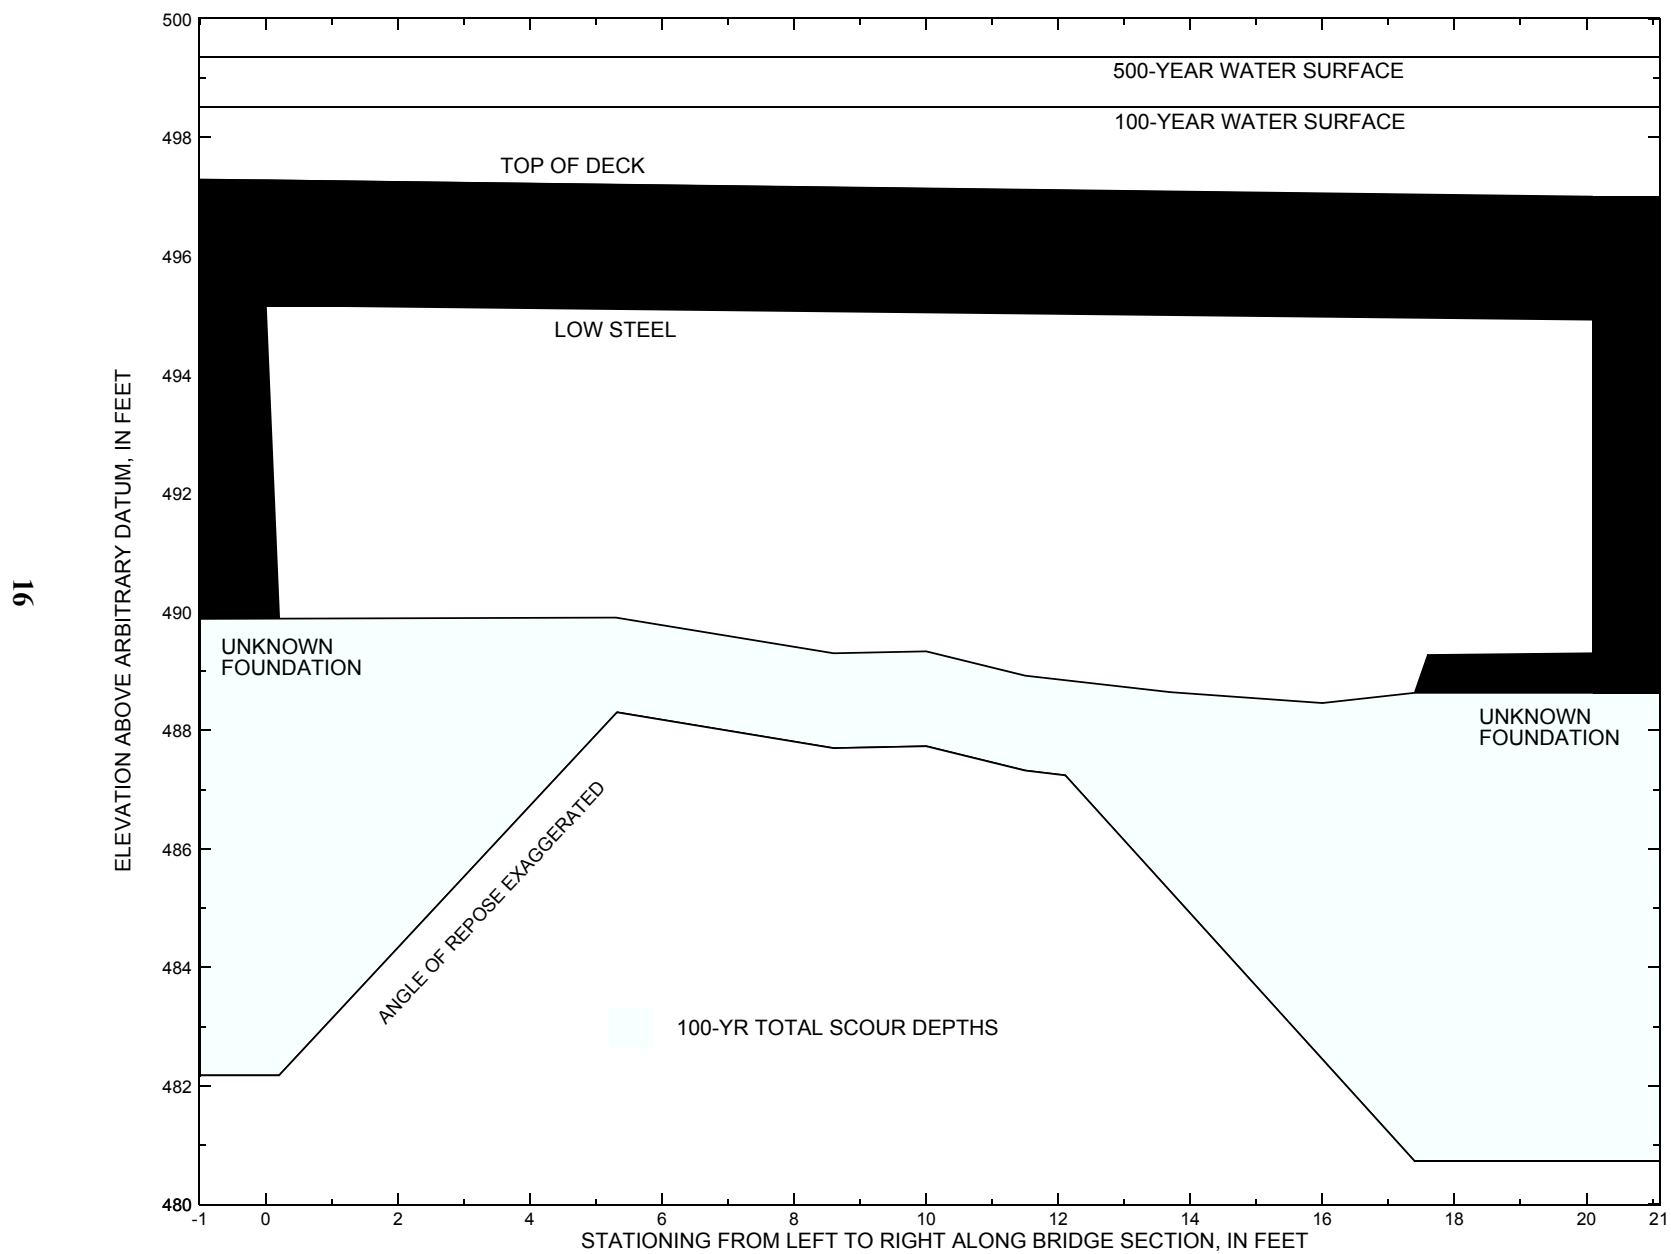 500
498
496
494
492
490
488
486
484
482
480
ELEVATION ABOVE ARBITRARY DATUM, IN FEET
500-YEAR WATER SURFACE
100-YEAR WATER SURFACE
TOP OF DECK
LOW STEEL
UNKNOWN
FOUNDATION
UNKNOWN
FOUNDATION
ANGLE OF REPOSE EXAGGERATED
100-YR TOTAL SCOUR DEPTHS
-1 0 2 4 6 8 10 12 14 16 18 20 21
STATIONING FROM LEFT TO RIGHT ALONG BRIDGE SECTION, IN FEET
16